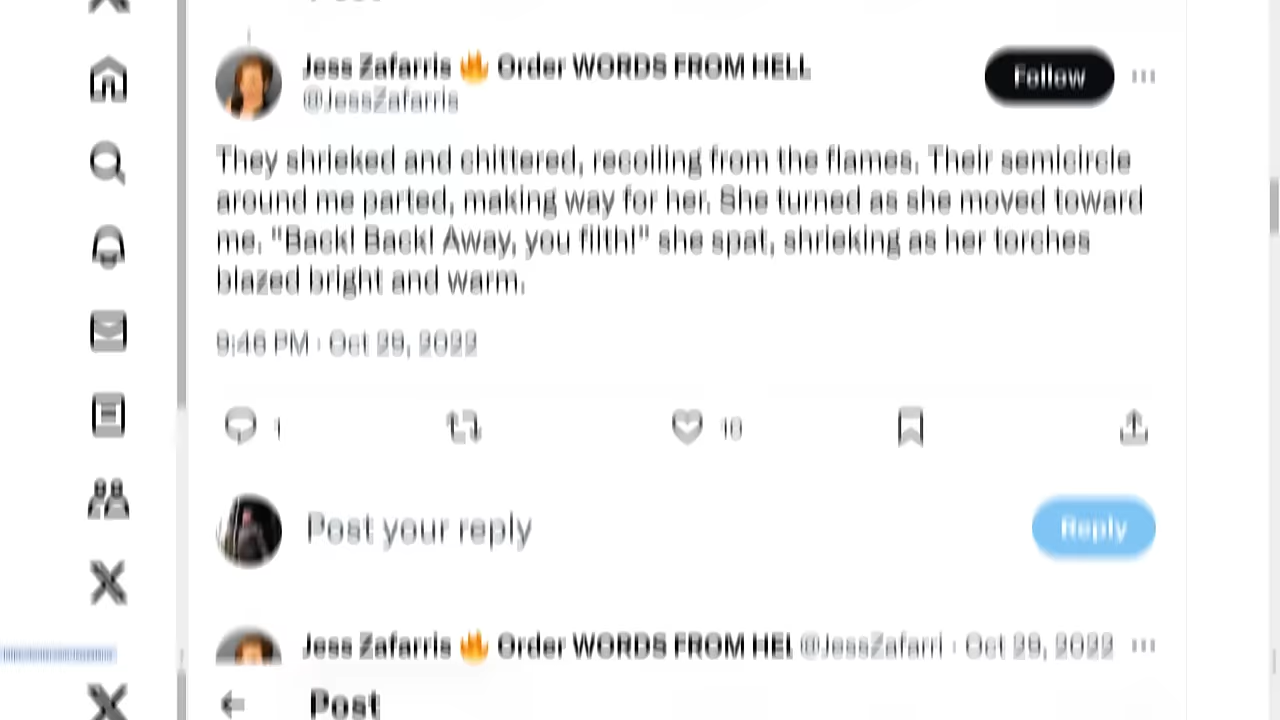 Jess Zafarris 🔥 Order WORDS FROM HELL
Follow
@JessZafarris
They shrieked and chittered, recoiling from the flames. Their semicircle
around me parted, making way for her. She turned as she moved toward
me. "Back! Back! Away, you filth!" she spat, shrieking as her torches
blazed bright and warm.
9:46 PM · Oct 29, 2022
1
10
Post your reply
Reply
Jess Zafarris 🔥 Order WORDS FROM HEL @JessZafarri · Oct 29, 2022
Post